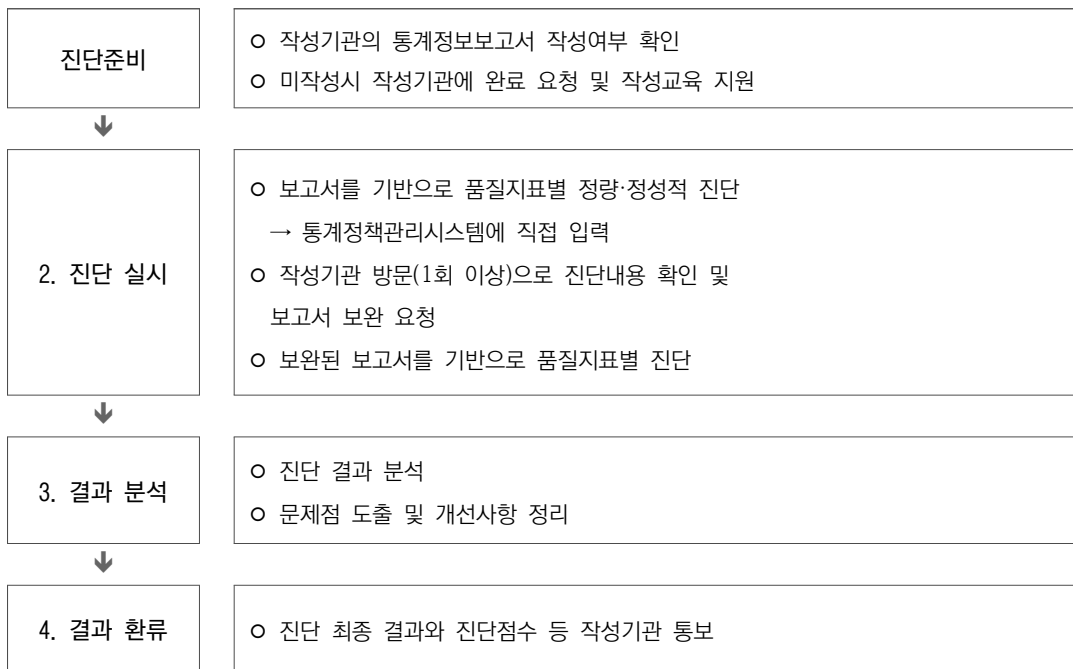 진단준비
ㅇ 작성기관의 통계정보보고서 작성여부 확인
ㅇ 미작성시 작성기관에 완료 요청 및 작성교육 지원
2. 진단 실시
ㅇ 보고서를 기반으로 품질지표별 정량·정성적 진단
→ 통계정책관리시스템에 직접 입력
ㅇ 작성기관 방문(1회 이상)으로 진단내용 확인 및
보고서 보완 요청
ㅇ 보완된 보고서를 기반으로 품질지표별 진단
3. 결과 분석
ㅇ 진단 결과 분석
ㅇ 문제점 도출 및 개선사항 정리
4. 결과 환류
ㅇ 진단 최종 결과와 진단점수 등 작성기관 통보